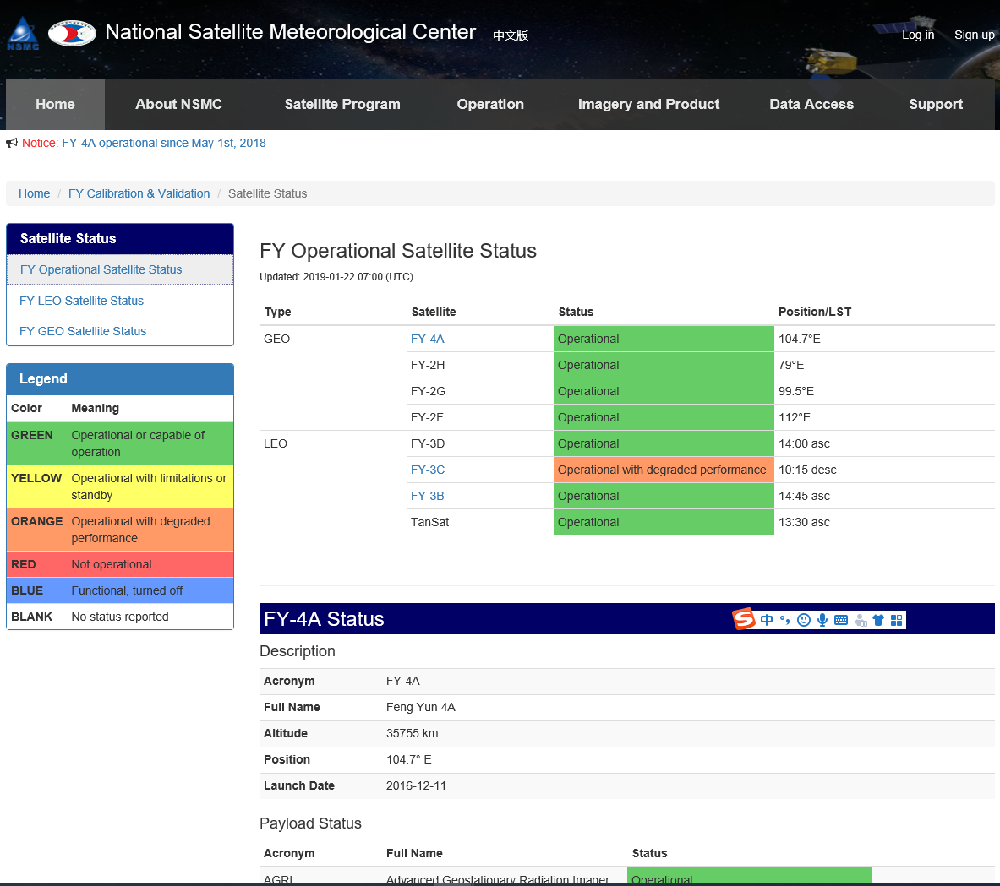 NSMC
National Satellite Meteorological Center 中文版
Log in Sign up
Home About NSMC Satellite Program Operation Imagery and Product Data Access Support
Notice: FY-4A operational since May 1st, 2018
Home / FY Calibration & Validation / Satellite Status
Satellite Status
FY Operational Satellite Status
FY LEO Satellite Status
FY GEO Satellite Status
Legend
Color Meaning
GREEN Operational or capable of
operation
YELLOW Operational with limitations or
standby
ORANGE Operational with degraded
performance
RED Not operational
BLUE Functional, turned off
BLANK No status reported
FY Operational Satellite Status
Updated: 2019-01-22 07:00 (UTC)
Type Satellite Status Position/LST
GEO FY-4A Operational 104.7°E
FY-2H Operational 79°E
FY-2G Operational 99.5°E
FY-2F Operational 112°E
LEO FY-3D Operational 14:00 asc
FY-3C Operational with degraded performance 10:15 desc
FY-3B Operational 14:45 asc
TanSat Operational 13:30 asc
FY-4A Status
S 中
Description
Acronym FY-4A
Full Name Feng Yun 4A
Altitude 35755 km
Position 104.7° E
Launch Date 2016-12-11
Payload Status
Acronym Full Name Status
AGRI Advanced Geostationary Radiation Imager Operational